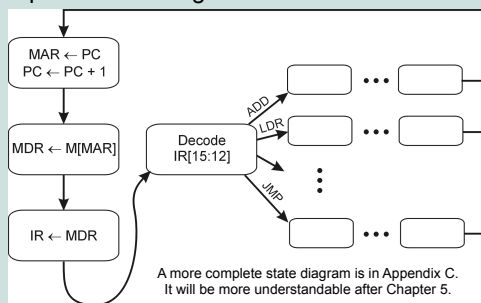 MAR ← PC
PC ← PC + 1
MDR ← M[MAR]
IR ← MDR
Decode
IR[15:12]
ADD
LDR
JMP
A more complete state diagram is in Appendix C.
It will be more understandable after Chapter 5.